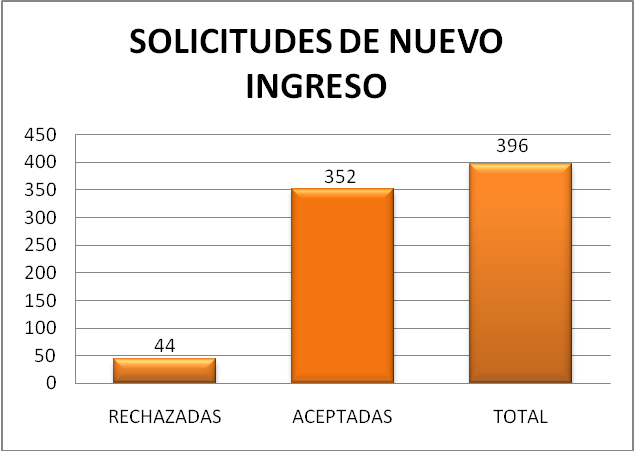 SOLICITUDES DE NUEVO
INGRESO
450
400
350
300
250
200
150
100
50
0
44
352
396
RECHAZADAS
ACEPTADAS
TOTAL